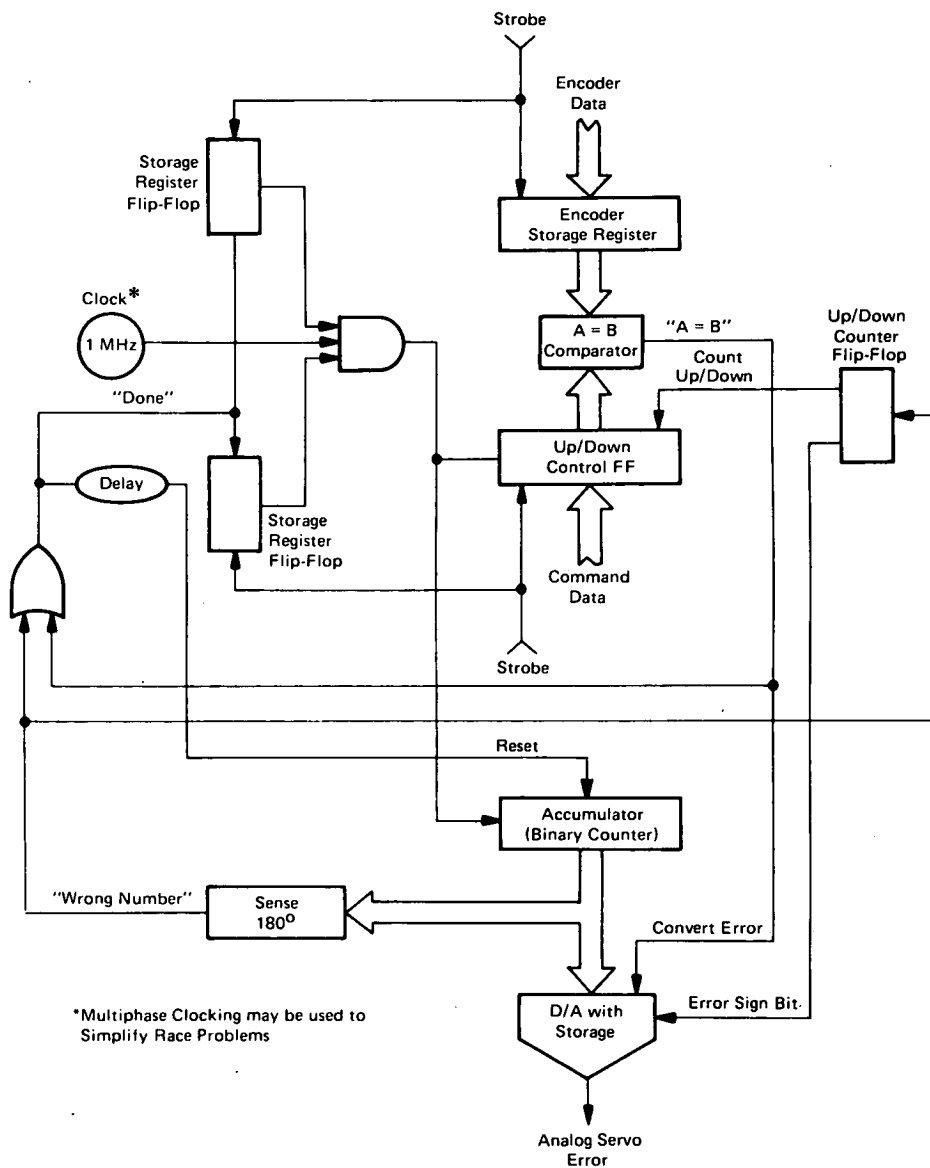 Strobe
Encoder
Data
Storage
Register
Flip-Flop
Encoder
Storage Register
Clock*
1 MHz
A = B
Comparator
"A = B"
Up/Down
Counter
Flip-Flop
Count
Up/Down
"Done"
Up/Down
Control FF
Delay
Storage
Register
Flip-Flop
Command
Data
Strobe
Reset
Accumulator
(Binary Counter)
"Wrong Number"
Sense
180º
Convert Error
Error Sign Bit
D/A with
Storage
*Multiphase Clocking may be used to
Simplify Race Problems
Analog Servo
Error